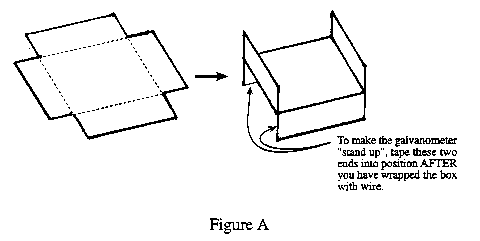 To make the galvanometer
"stand up", tape these two
ends into position AFTER
you have wrapped the box
with wire.
Figure A